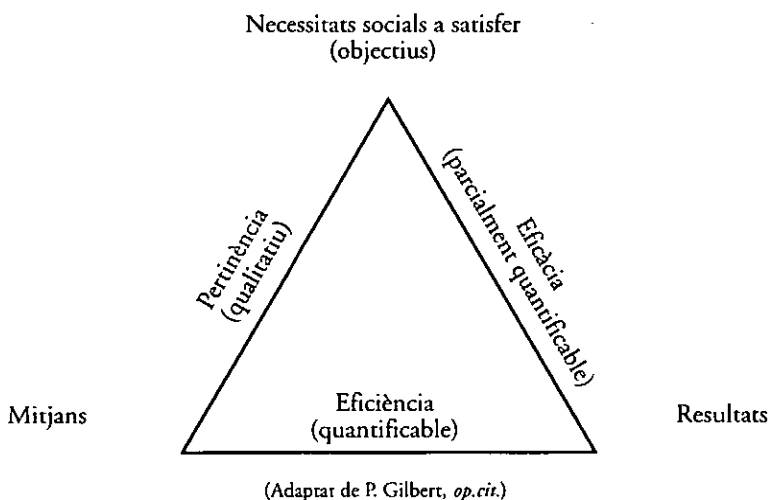 Necessitats socials a satisfer
(objectius)
Pertinència
(qualitatiu)
Eficàcia
(parcialment quantificable)
Mitjans
Eficiència
(quantificable)
Resultats
(Adaptat de P. Gilbert, op.cit.)